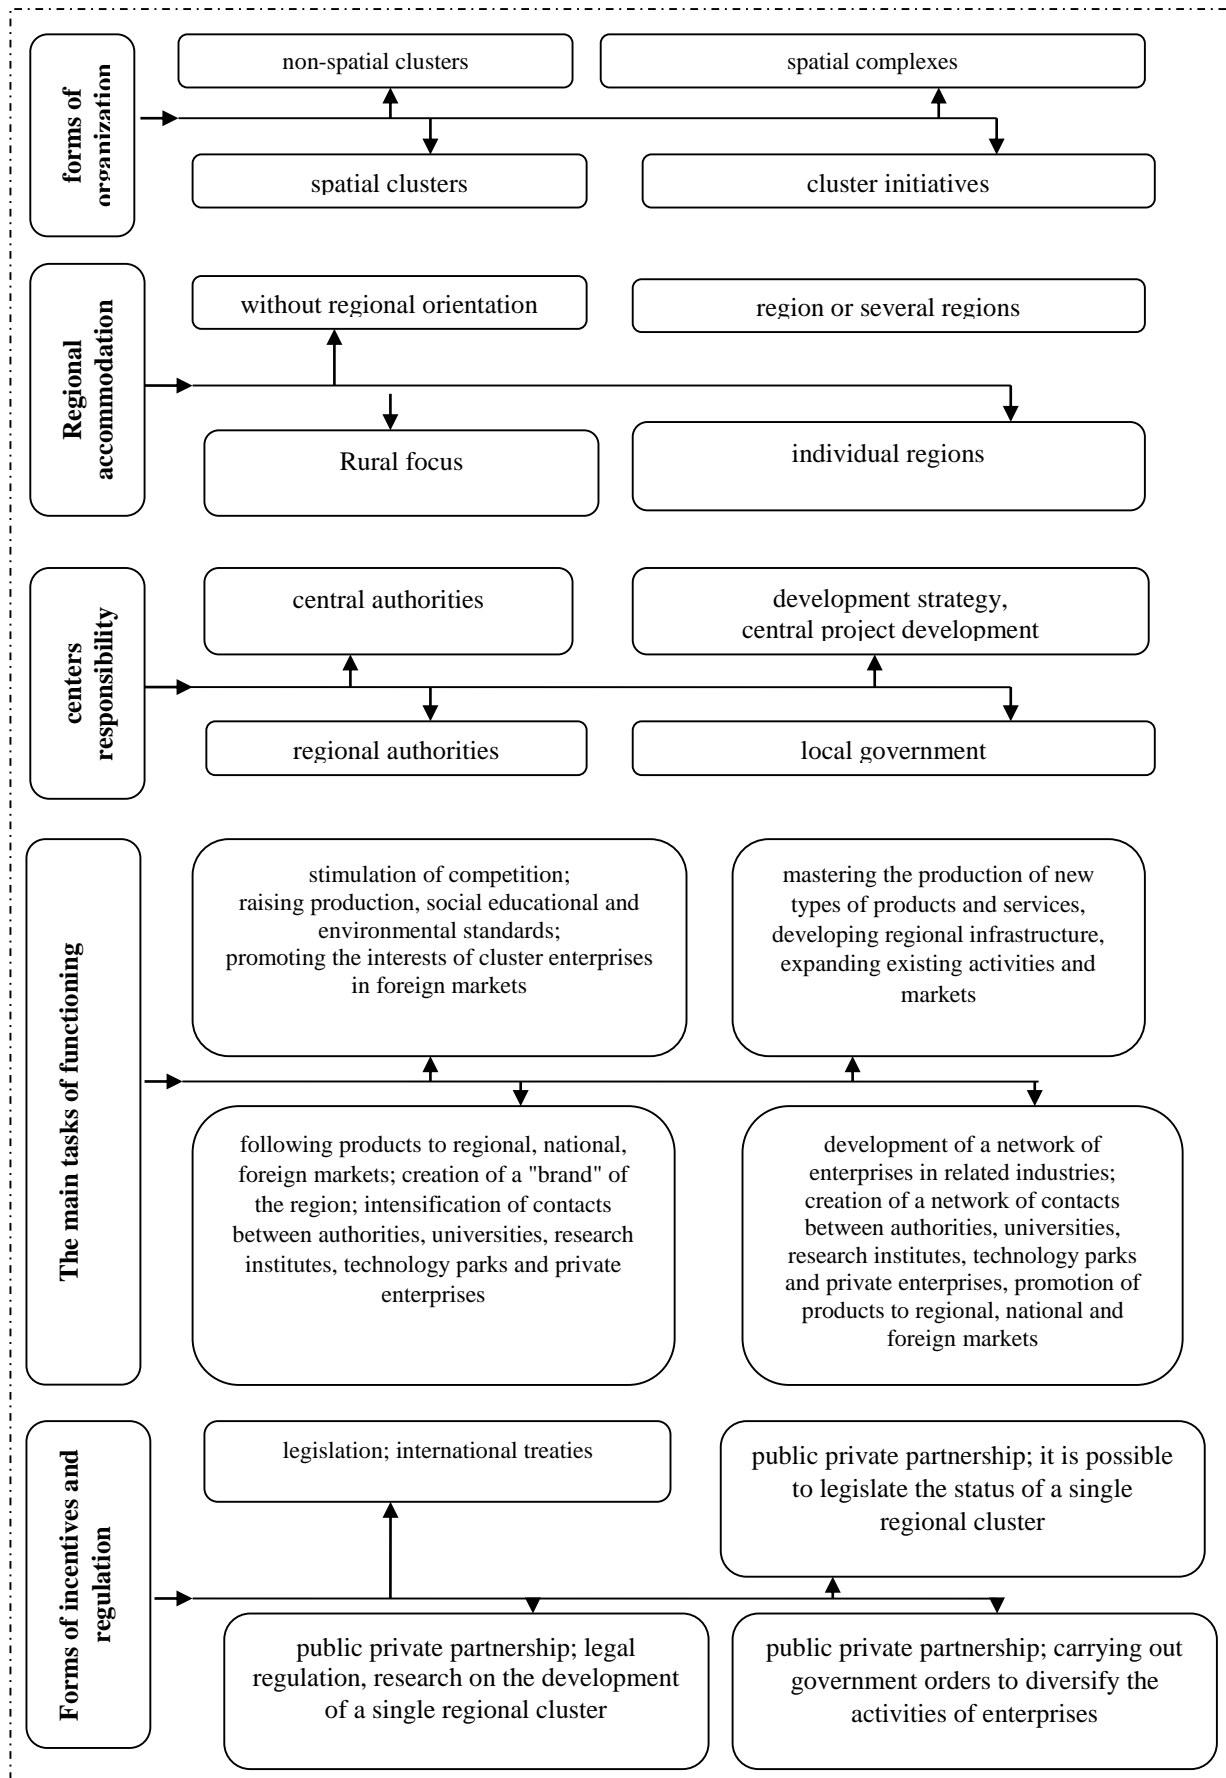 forms of
organization
non-spatial clusters
spatial complexes
spatial clusters
cluster initiatives
Regional
accommodation
without regional orientation
region or several regions
Rural focus
individual regions
centers
responsibility
central authorities
development strategy,
central project development
regional authorities
local government
The main tasks of functioning
stimulation of competition;
raising production, social educational and
environmental standards;
promoting the interests of cluster enterprises
in foreign markets
mastering the production of new
types of products and services,
developing regional infrastructure,
expanding existing activities and
markets
following products to regional, national,
foreign markets; creation of a "brand" of
the region; intensification of contacts
between authorities, universities, research
institutes, technology parks and private
enterprises
development of a network of
enterprises in related industries;
creation of a network of contacts
between authorities, universities,
research institutes, technology parks
and private enterprises, promotion of
products to regional, national and
foreign markets
Forms of incentives and
regulation
legislation; international treaties
public private partnership; it is possible
to legislate the status of a single
regional cluster
public private partnership; legal
regulation, research on the development
of a single regional cluster
public private partnership; carrying out
government orders to diversify the
activities of enterprises